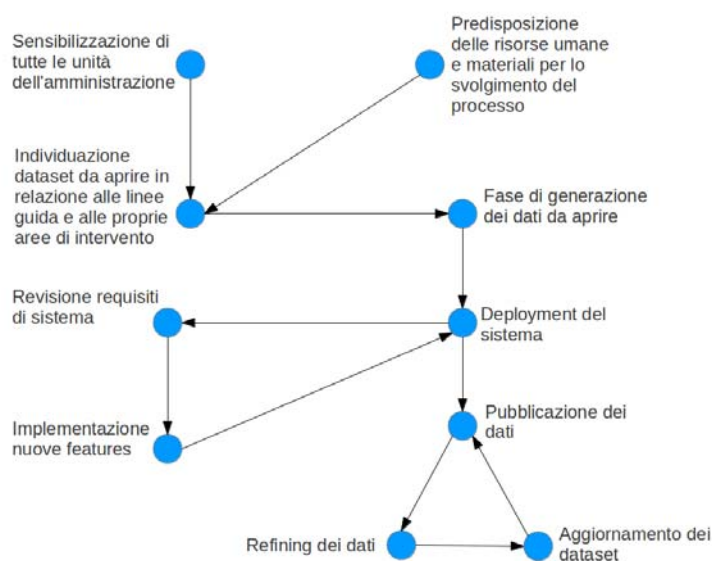 Sensibilizzazione di
tutte le unità
dell'amministrazione
Predisposizione
delle risorse umane
e materiali per lo
svolgimento del
processo
Individuazione
dataset da aprire in
relazione alle linee
guida e alle proprie
aree di intervento
Fase di generazione
dei dati da aprire
Revisione requisiti
di sistema
Deployment del
sistema
Implementazione
nuove features
Pubblicazione dei
dati
Refining dei dati
Aggiornamento dei
dataset